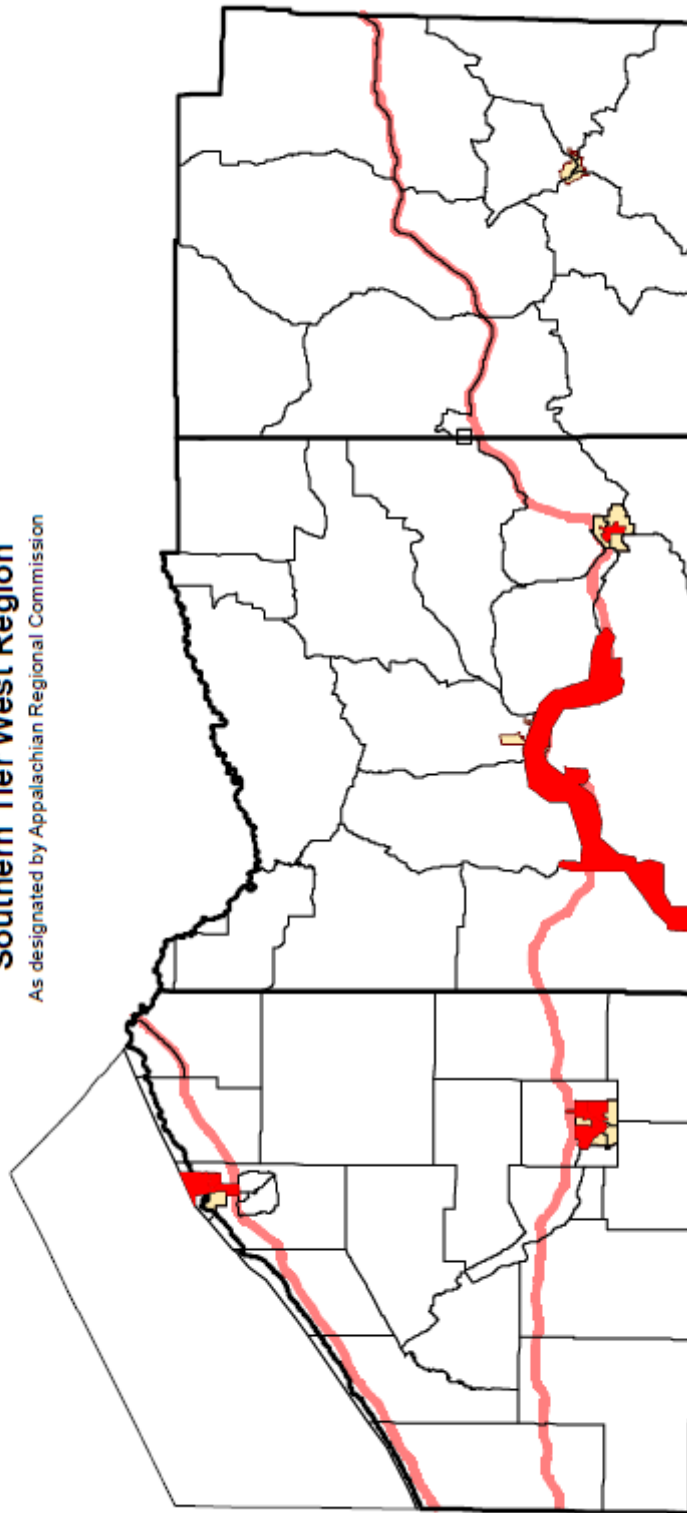 Southern Tier West Region
As designated by Appalachian Regional Commission